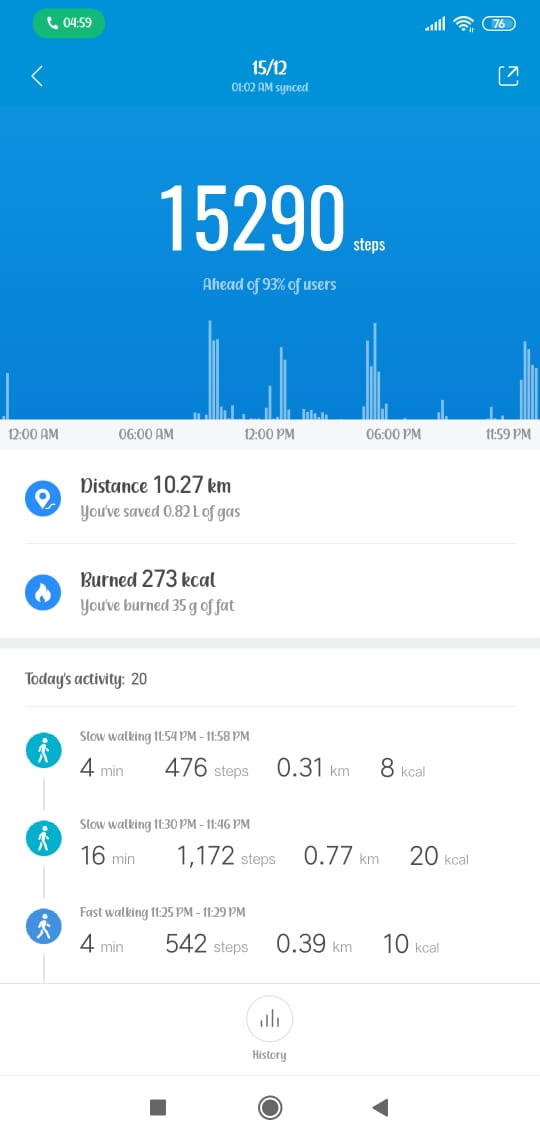 04:59
76
15/12
01:02 AM synced
15290 steps
Ahead of 93% of users
12:00 AM 06:00 AM 12:00 PM 06:00 PM 11:59 PM
Distance 10.27 km
You've saved 0.82 L of gas
Burned 273 kcal
You've burned 35 g of fat
Today's activity: 20
Slow walking 11:54 PM - 11:58 PM
4 min 476 steps 0.31 km 8 kcal
Slow walking 11:30 PM - 11:46 PM
16 min 1,172 steps 0.77 km 20 kcal
Fast walking 11:25 PM - 11:29 PM
4 min 542 steps 0.39 km 10 kcal
History